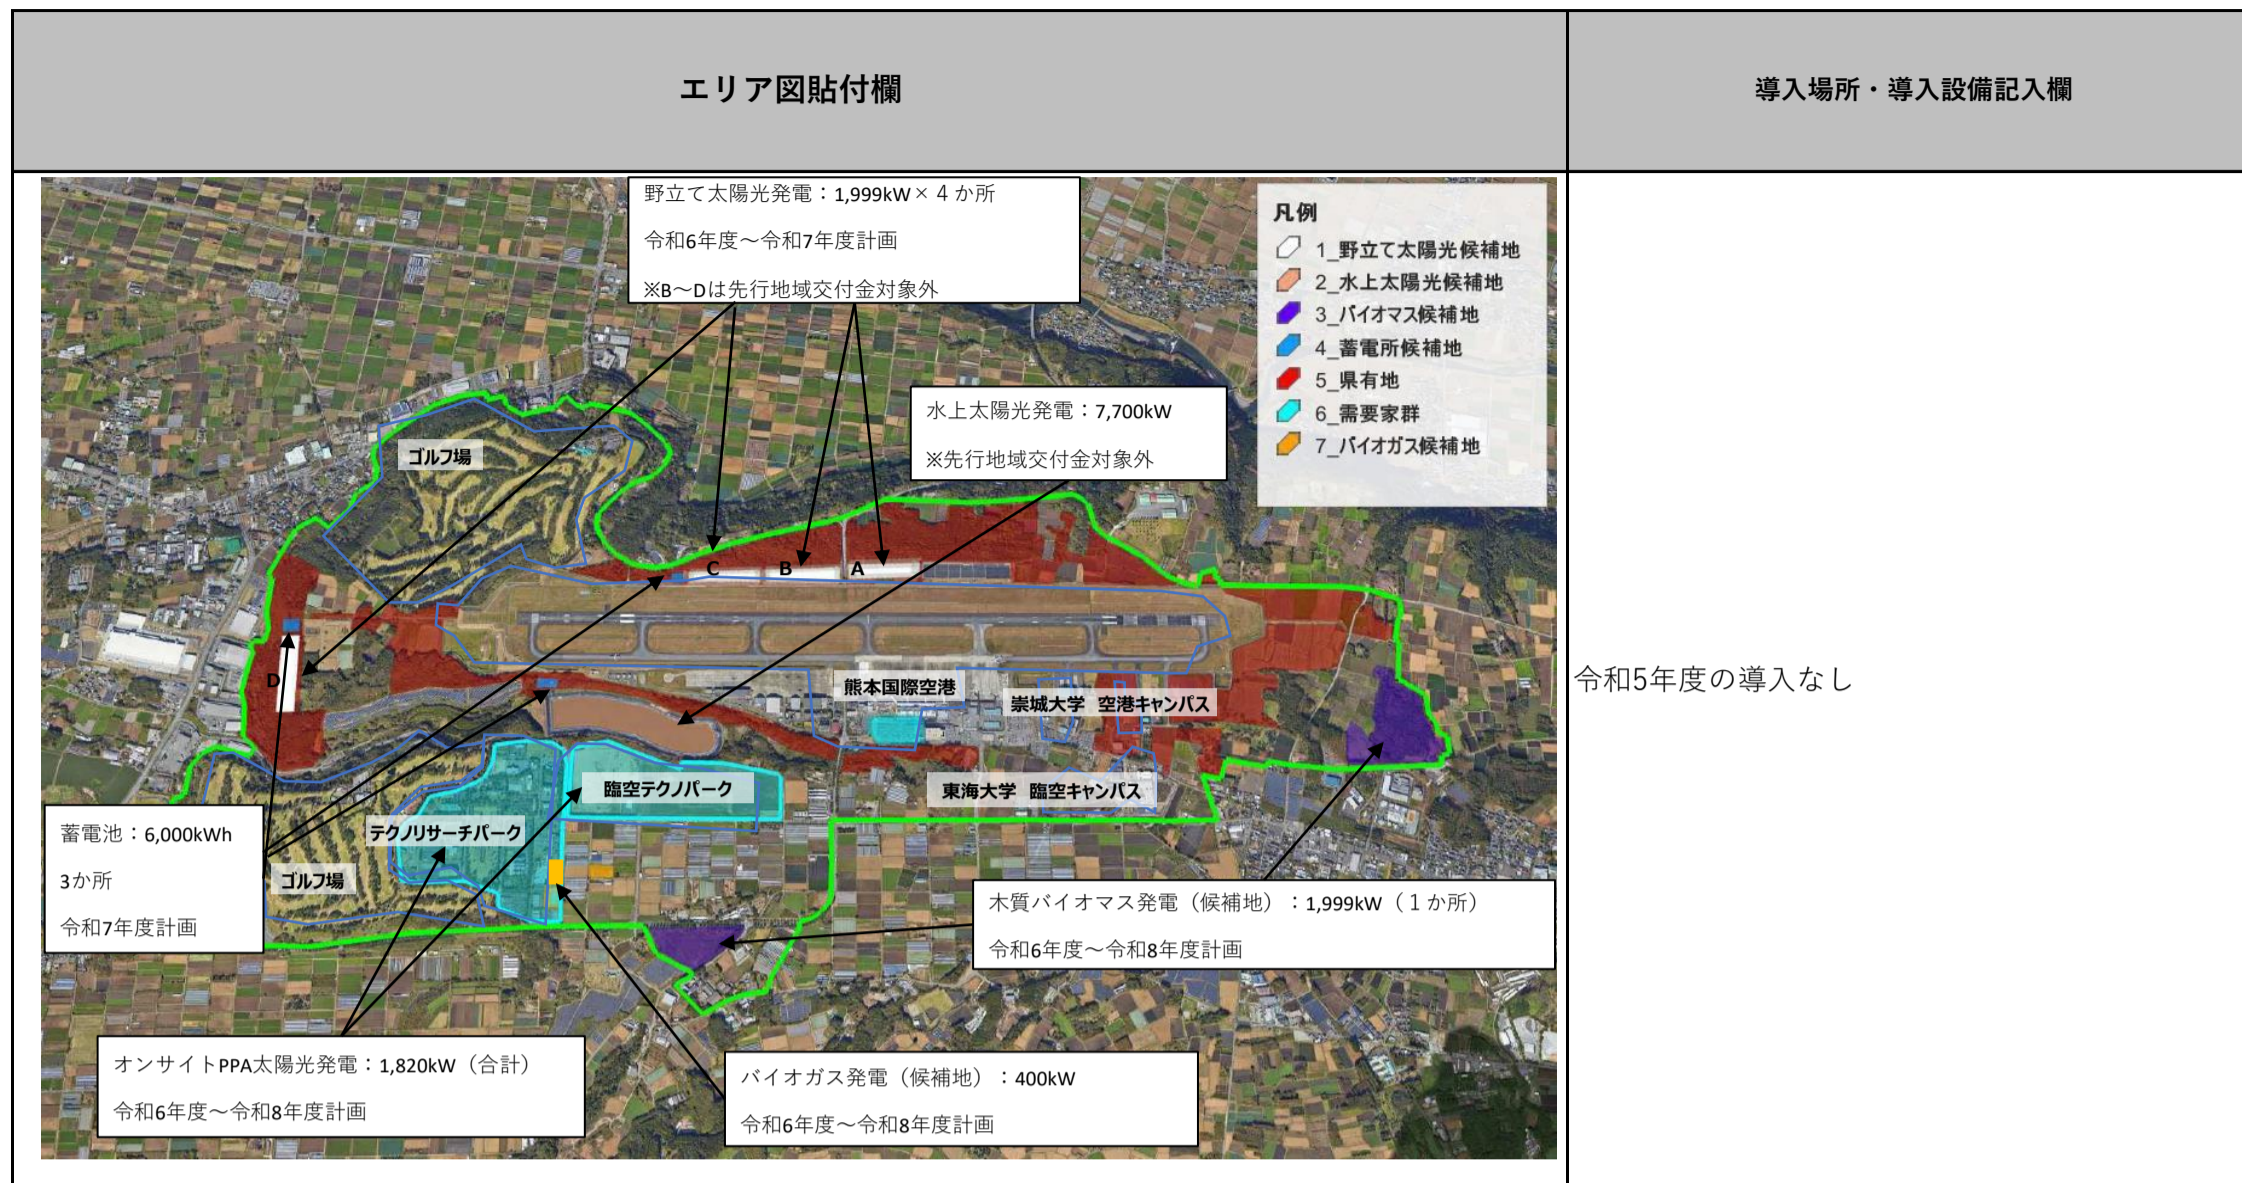 エリア図貼付欄
導入場所・導入設備記入欄
野立て太陽光発電：1,999kW×４か所
令和6年度～令和7年度計画
※B～Dは先行地域交付金対象外
凡例
1_野立て太陽光候補地
2_水上太陽光候補地
3_バイオマス候補地
4_蓄電所候補地
5_県有地
6_需要家群
7_バイオガス候補地
水上太陽光発電：7,700kW
※先行地域交付金対象外
ゴルフ場
C
B
A
D
熊本国際空港
崇城大学 空港キャンパス
令和5年度の導入なし
臨空テクノパーク
東海大学 臨空キャンパス
テクノリサーチパーク
ゴルフ場
蓄電池：6,000kWh
3か所
令和7年度計画
木質バイオマス発電（候補地）：1,999kW（１か所）
令和6年度～令和8年度計画
オンサイトPPA太陽光発電：1,820kW（合計）
令和6年度～令和8年度計画
バイオガス発電（候補地）：400kW
令和6年度～令和8年度計画